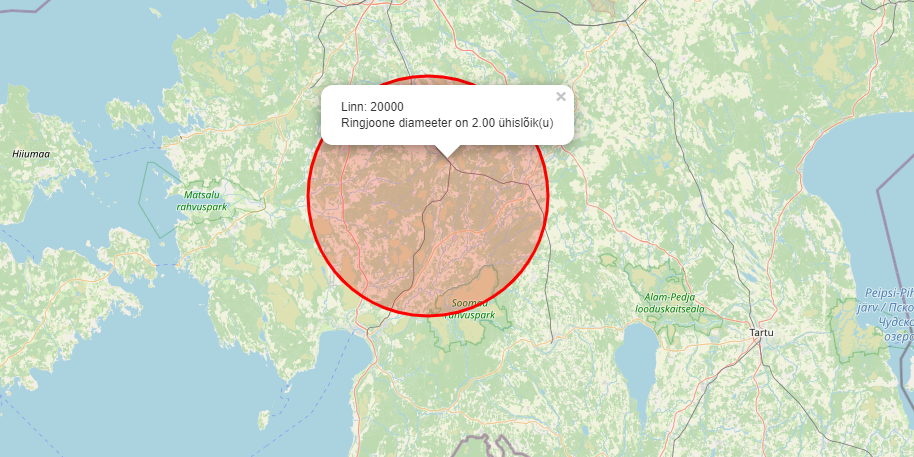 Linn: 20000
×
Ringjoone diameeter on 2.00 ühislõik(u)
Hiiumaa
Matsalu
rahvuspark
Soomaa
rahvuspark
Alam-Pedja
looduskaitseala
Tartu
Peipsi-Pih
järv / Пско
Чудско
озеро